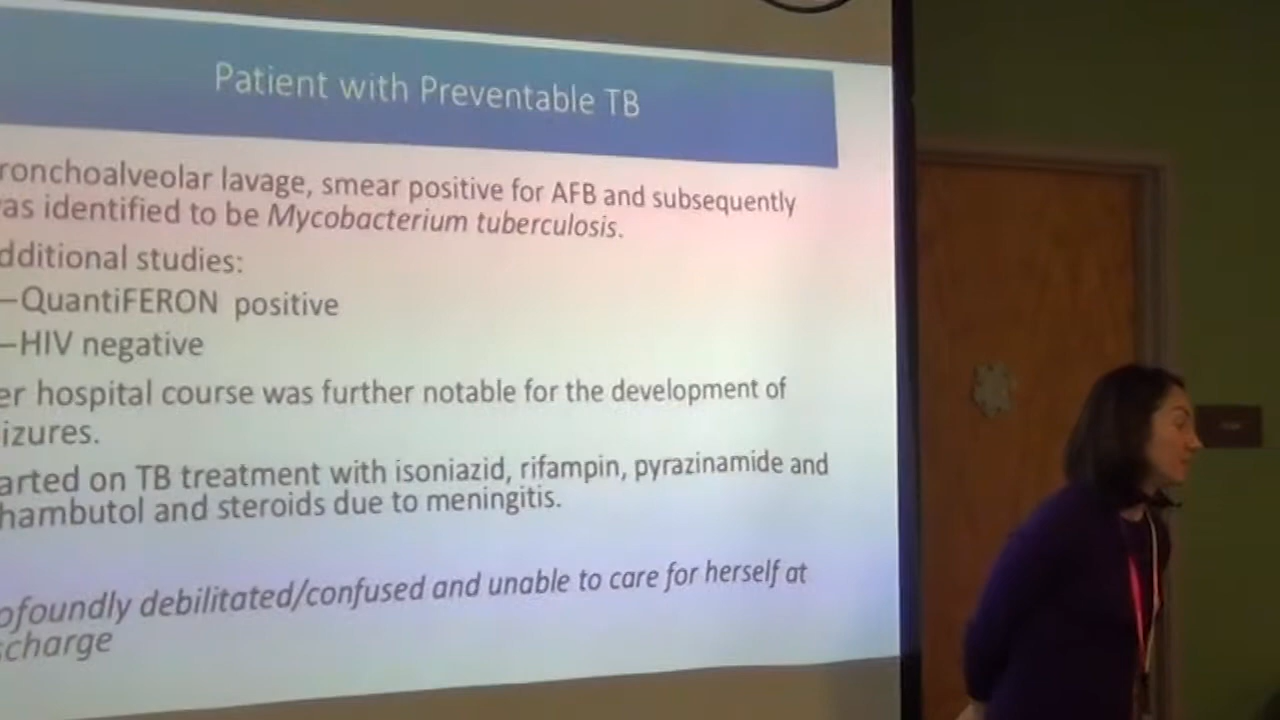 Patient with Preventable TB
ronchoalveolar lavage, smear positive for AFB and subsequently
as identified to be Mycobacterium tuberculosis.
dditional studies:
–QuantiFERON positive
–HIV negative
er hospital course was further notable for the development of
izures.
arted on TB treatment with isoniazid, rifampin, pyrazinamide and
hambutol and steroids due to meningitis.
ofoundly debilitated/confused and unable to care for herself at
scharge